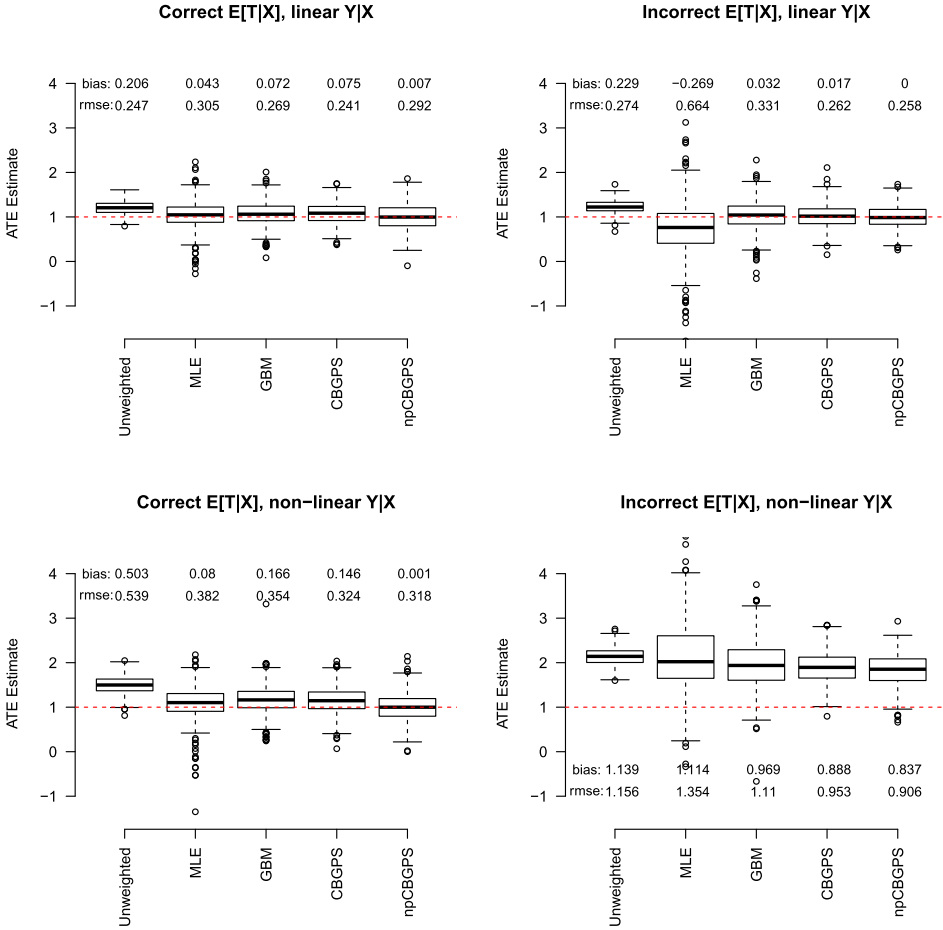 Correct E[T|X], linear Y|X
bias: 0.206 0.043 0.072 0.075 0.007
rmse: 0.247 0.305 0.269 0.241 0.292
4
3
2
1
0
−1
ATE Estimate
Unweighted
MLE
GBM
CBGPS
npCBGPS
Incorrect E[T|X], linear Y|X
bias: 0.229 −0.269 0.032 0.017 0
rmse: 0.274 0.664 0.331 0.262 0.258
4
3
2
1
0
−1
ATE Estimate
Unweighted
MLE
GBM
CBGPS
npCBGPS
Correct E[T|X], non−linear Y|X
bias: 0.503 0.08 0.166 0.146 0.001
rmse: 0.539 0.382 0.354 0.324 0.318
4
3
2
1
0
−1
ATE Estimate
Unweighted
MLE
GBM
CBGPS
npCBGPS
Incorrect E[T|X], non−linear Y|X
4
3
2
1
0
−1
ATE Estimate
bias: 1.139 1.114 0.969 0.888 0.837
rmse: 1.156 1.354 1.11 0.953 0.906
Unweighted
MLE
GBM
CBGPS
npCBGPS